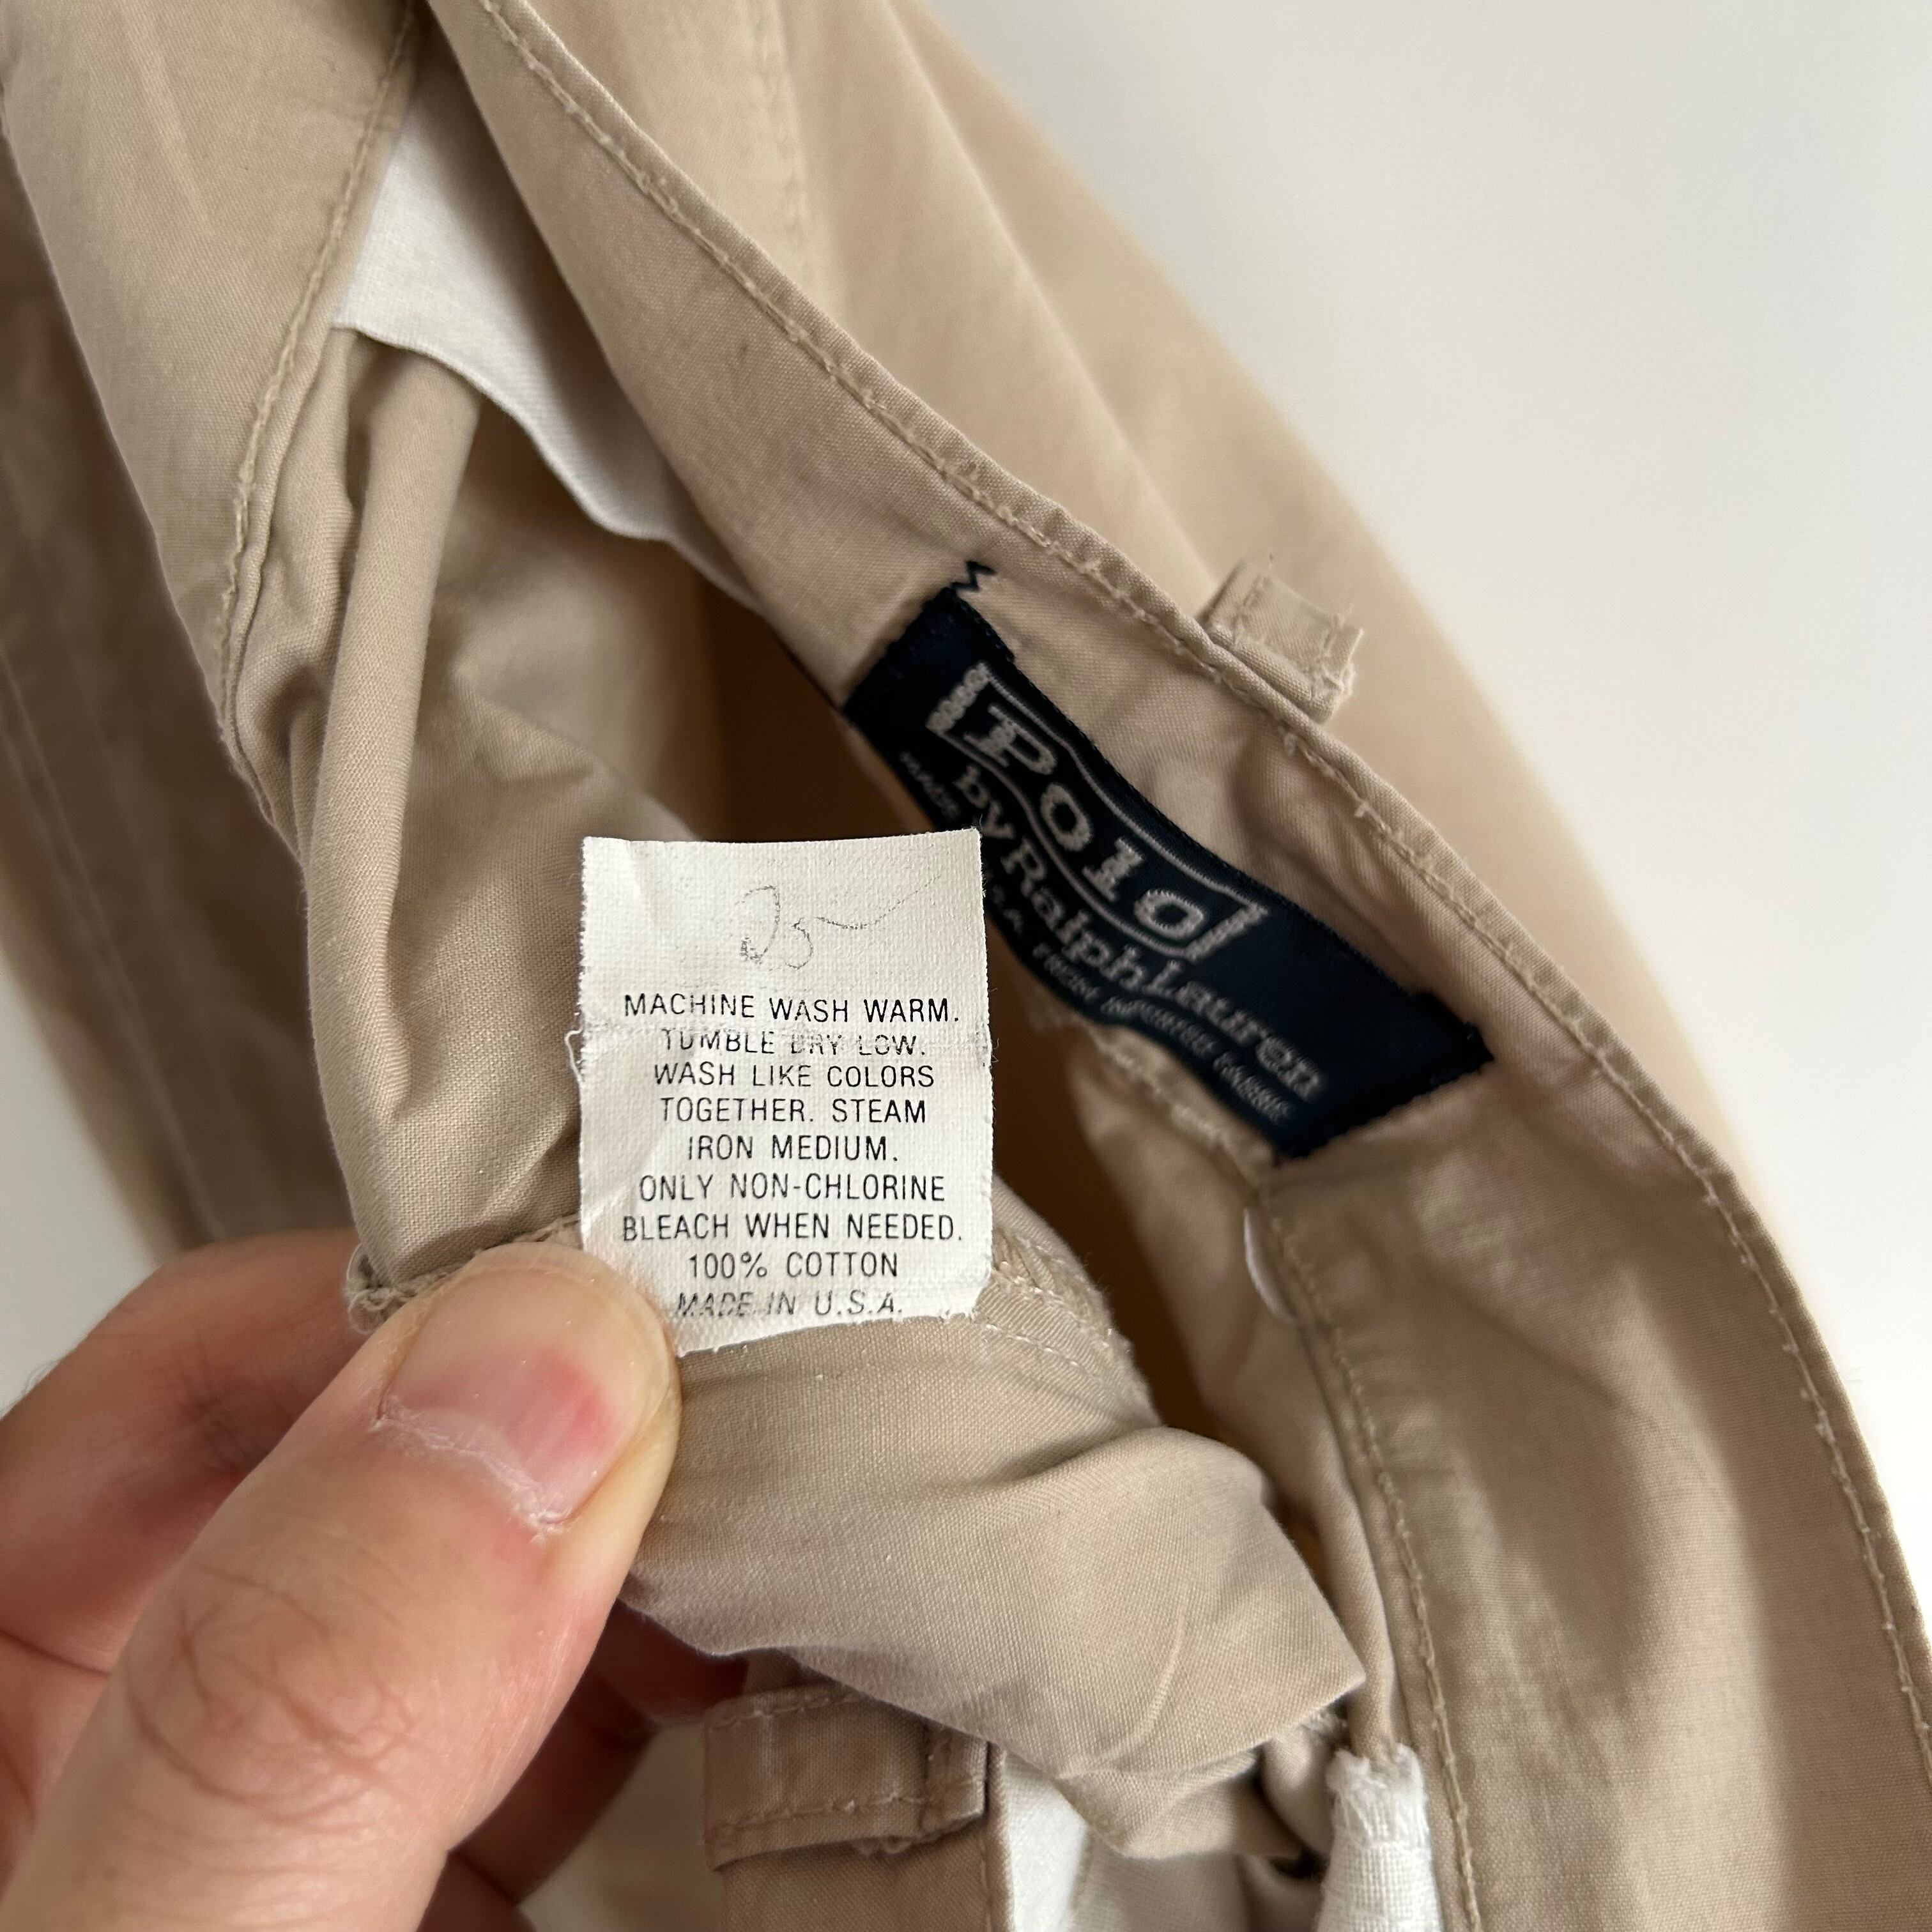 Polo
by Ralph Lauren
MACHINE WASH WARM.
TUMBLE DRY LOW.
WASH LIKE COLORS
TOGETHER. STEAM
IRON MEDIUM.
ONLY NON-CHLORINE
BLEACH WHEN NEEDED.
100% COTTON
MADE IN U.S.A.